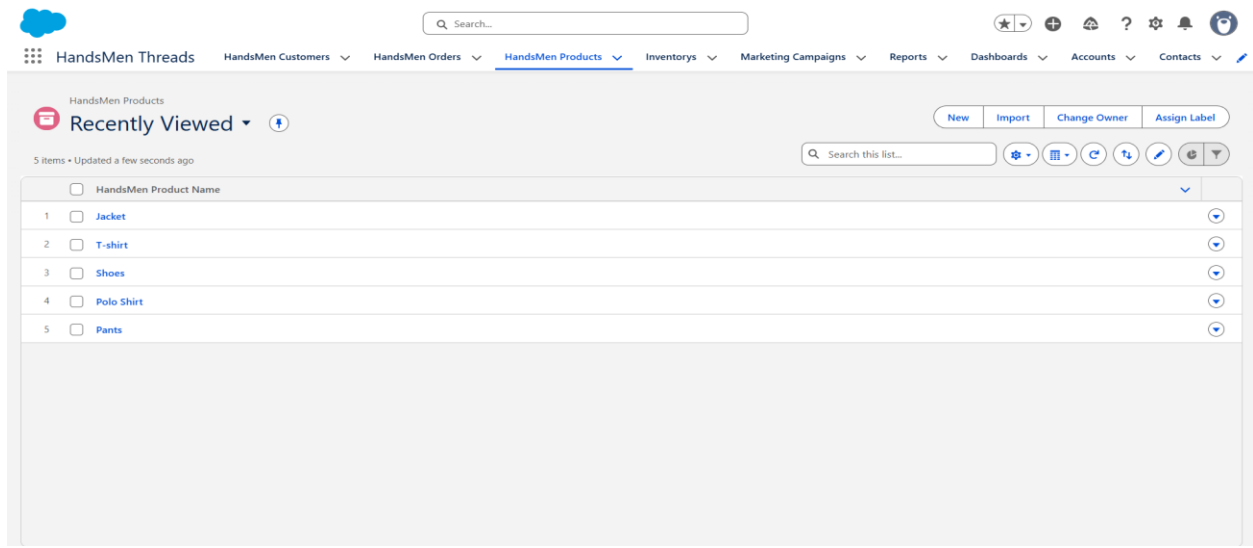 Search...
HandsMen Threads HandsMen Customers HandsMen Orders HandsMen Products Inventorys Marketing Campaigns Reports Dashboards Accounts Contacts
HandsMen Products
Recently Viewed
New Import Change Owner Assign Label
5 items • Updated a few seconds ago
Search this list...
HandsMen Product Name
1 Jacket
2 T-shirt
3 Shoes
4 Polo Shirt
5 Pants